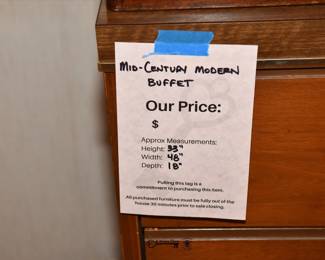 MID-CENTURY MODERN
BUFFET
Our Price:
$
Approx Measurements:
Height: 33"
Width: 48"
Depth: 18"
Pulling this tag is a
commitment to purchasing this item.
All purchased furniture must be fully out of the
house 30 minutes prior to sale closing.